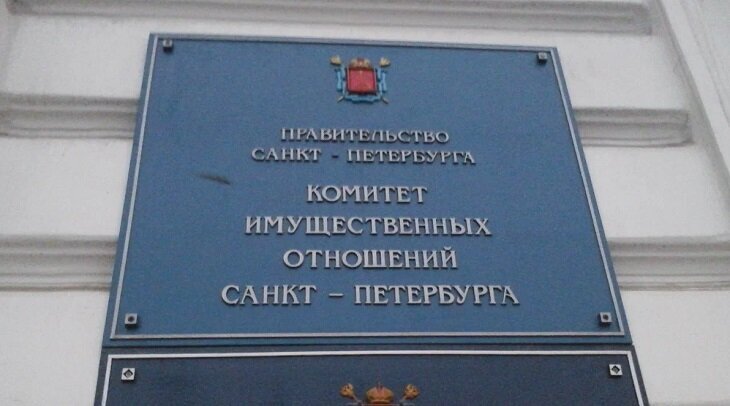 ПРАВИТЕЛЬСТВО
САНКТ - ПЕТЕРБУРГА
КОМИТЕТ
ИМУЩЕСТВЕННЫХ
ОТНОШЕНИЙ
САНКТ – ПЕТЕРБУРГА